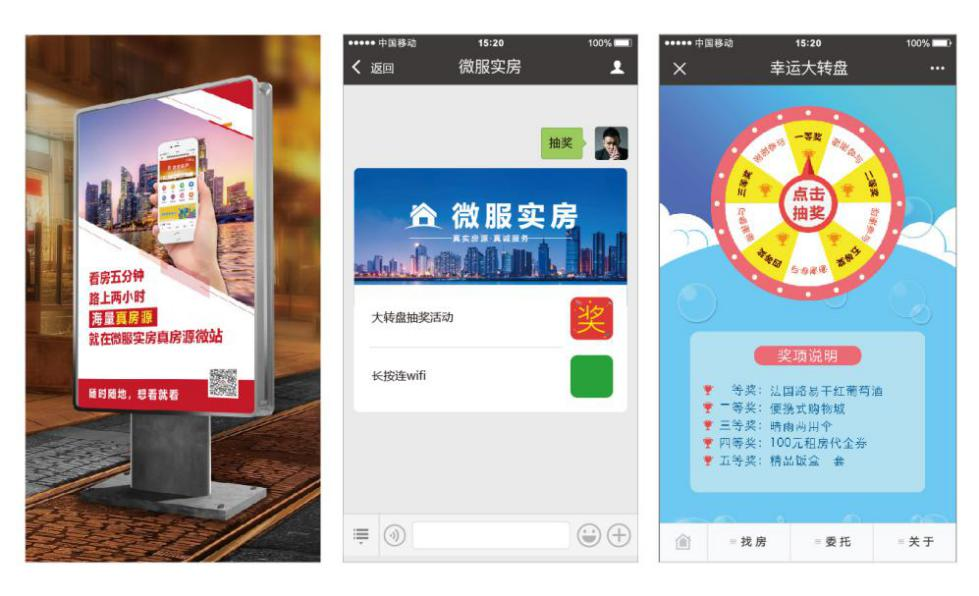 看房五分钟
路上两小时
海量真房源
就在微服实房真房源微站
随时随地,想看就看
中国移动 15:20 100%
返回 微服实房
抽奖
微服实房
真实房源·真诚服务
大转盘抽奖活动
奖
长按连wifi
中国移动 15:20 100%
幸运大转盘
一等奖
谢谢参与
二等奖
谢谢参与
五等奖
谢谢参与
四等奖
谢谢参与
三等奖
谢谢参与
点击
抽奖
奖项说明
一等奖：法国路易干红葡萄酒
二等奖：便携式购物
三等奖：晴雨两用伞
四等奖：100元租房代金券
五等奖：精品饭盒一套
找房
委托
关于